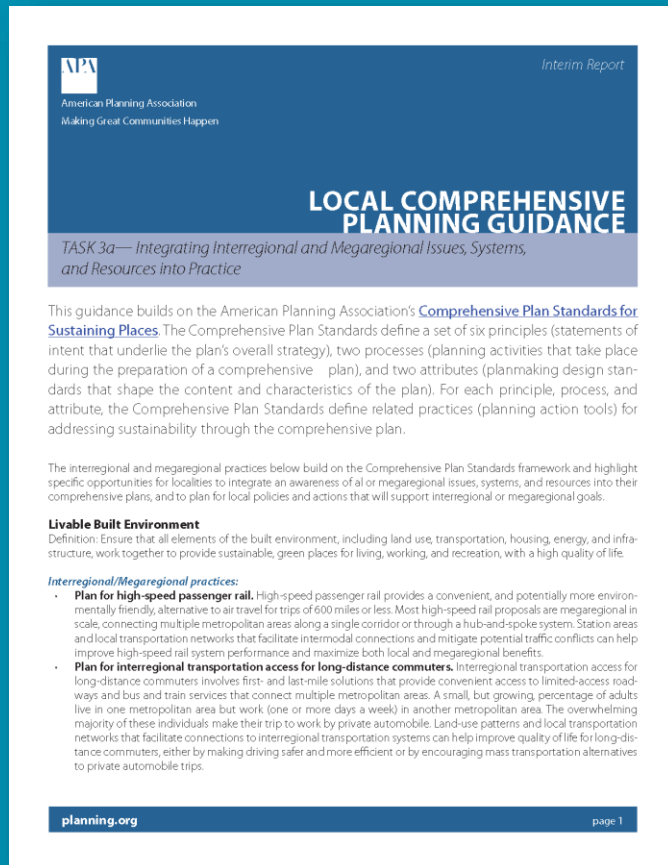 APA
Interim Report
American Planning Association
Making Great Communities Happen
LOCAL COMPREHENSIVE
PLANNING GUIDANCE
TASK 3a— Integrating Interregional and Megaregional Issues, Systems,
and Resources into Practice
This guidance builds on the American Planning Association's Comprehensive Plan Standards for
Sustaining Places. The Comprehensive Plan Standards define a set of six principles (statements of
intent that underlie the plan's overall strategy), two processes (planning activities that take place
during the preparation of a comprehensive plan), and two attributes (planmaking design stan-
dards that shape the content and characteristics of the plan). For each principle, process, and
attribute, the Comprehensive Plan Standards define related practices (planning action tools) for
addressing sustainability through the comprehensive plan.
The interregional and megaregional practices below build on the Comprehensive Plan Standards framework and highlight
specific opportunities for localities to integrate an awareness of al or megaregional issues, systems, and resources into their
comprehensive plans, and to plan for local policies and actions that will support interregional or megaregional goals.
Livable Built Environment
Definition: Ensure that all elements of the built environment, including land use, transportation, housing, energy, and infra-
structure, work together to provide sustainable, green places for living, working, and recreation, with a high quality of life.
Interregional/Megaregional practices:
· Plan for high-speed passenger rail. High-speed passenger rail provides a convenient, and potentially more environ-
mentally friendly, alternative to air travel for trips of 600 miles or less. Most high-speed rail proposals are megaregional in
scale, connecting multiple metropolitan areas along a single corridor or through a hub-and-spoke system. Station areas
and local transportation networks that facilitate intermodal connections and mitigate potential traffic conflicts can help
improve high-speed rail system performance and maximize both local and megaregional benefits.
· Plan for interregional transportation access for long-distance commuters. Interregional transportation access for
long-distance commuters involves first- and last-mile solutions that provide convenient access to limited-access road-
ways and bus and train services that connect multiple metropolitan areas. A small, but growing, percentage of adults
live in one metropolitan area but work (one or more days a week) in another metropolitan area. The overwhelming
majority of these individuals make their trip to work by private automobile. Land-use patterns and local transportation
networks that facilitate connections to interregional transportation systems can help improve quality of life for long-dis-
tance commuters, either by making driving safer and more efficient or by encouraging mass transportation alternatives
to private automobile trips.
planning.org
page 1